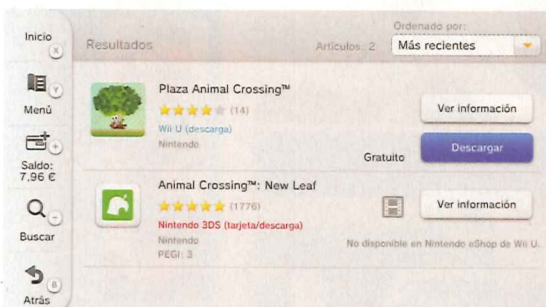 Inicio
X
Menú
Y
Saldo:
7,96 €
+
Buscar
−
Atrás
B
Resultados
Artículos: 2
Ordenado por:
Más recientes
Plaza Animal Crossing™
(14)
Wii U (descarga)
Nintendo
Gratuito
Ver información
Descargar
Animal Crossing™: New Leaf
(1776)
Nintendo 3DS (tarjeta/descarga)
Nintendo
PEGI: 3
Ver información
No disponible en Nintendo eShop de Wii U.